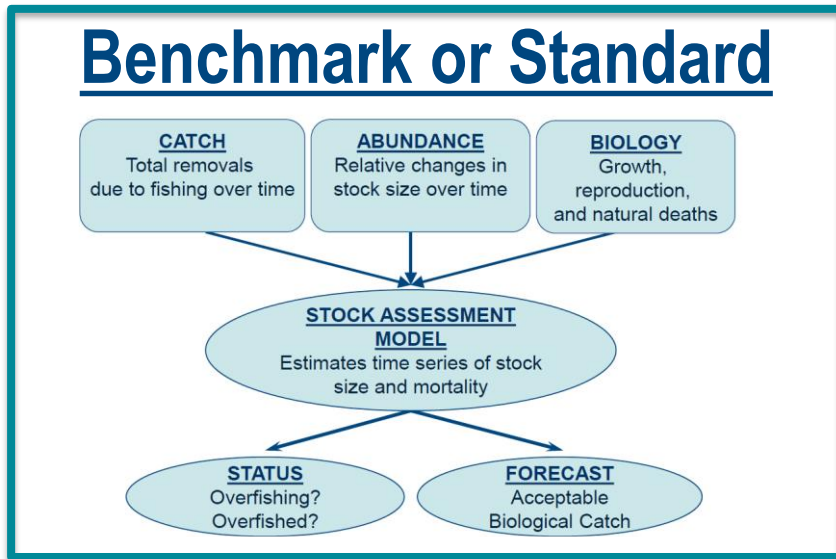 Benchmark or Standard
CATCH
Total removals
due to fishing over time
ABUNDANCE
Relative changes in
stock size over time
BIOLOGY
Growth,
reproduction,
and natural deaths
STOCK ASSESSMENT
MODEL
Estimates time series of stock
size and mortality
STATUS
Overfishing?
Overfished?
FORECAST
Acceptable
Biological Catch